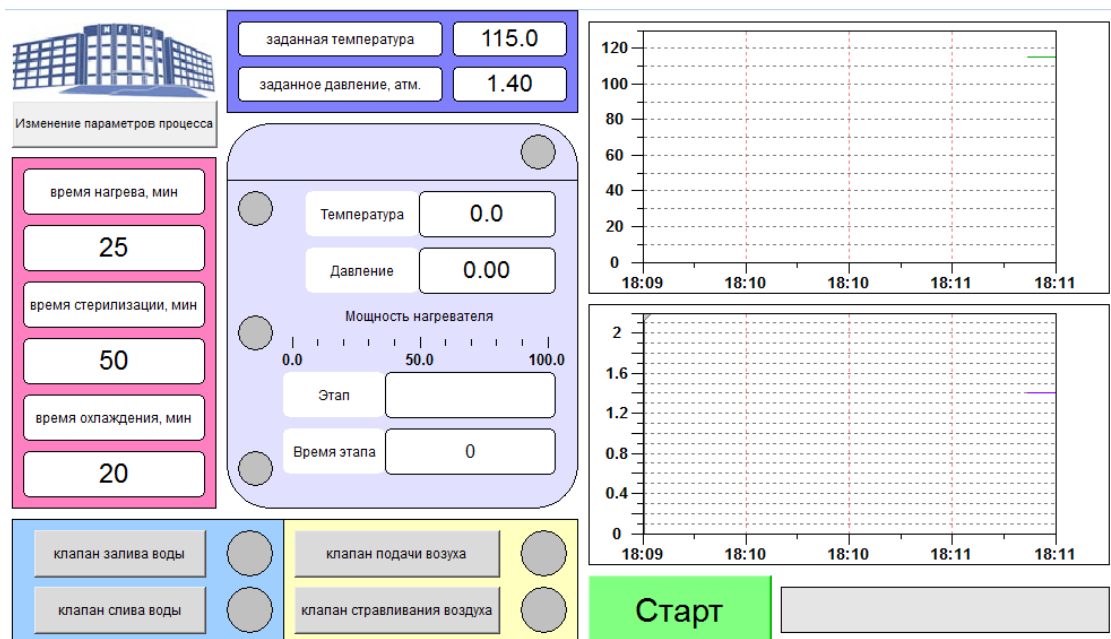 МГТУ
Изменение параметров процесса
заданная температура 115.0
заданное давление, атм. 1.40
время нагрева, мин
25
время стерилизации, мин
50
время охлаждения, мин
20
Температура 0.0
Давление 0.00
Мощность нагревателя
0.0 50.0 100.0
Этап
Время этапа 0
клапан залива воды
клапан слива воды
клапан подачи возуха
клапан стравливания воздуха
120
100
80
60
40
20
0
18:09 18:10 18:10 18:11 18:11
2
1.6
1.2
0.8
0.4
0
18:09 18:10 18:10 18:11 18:11
Старт